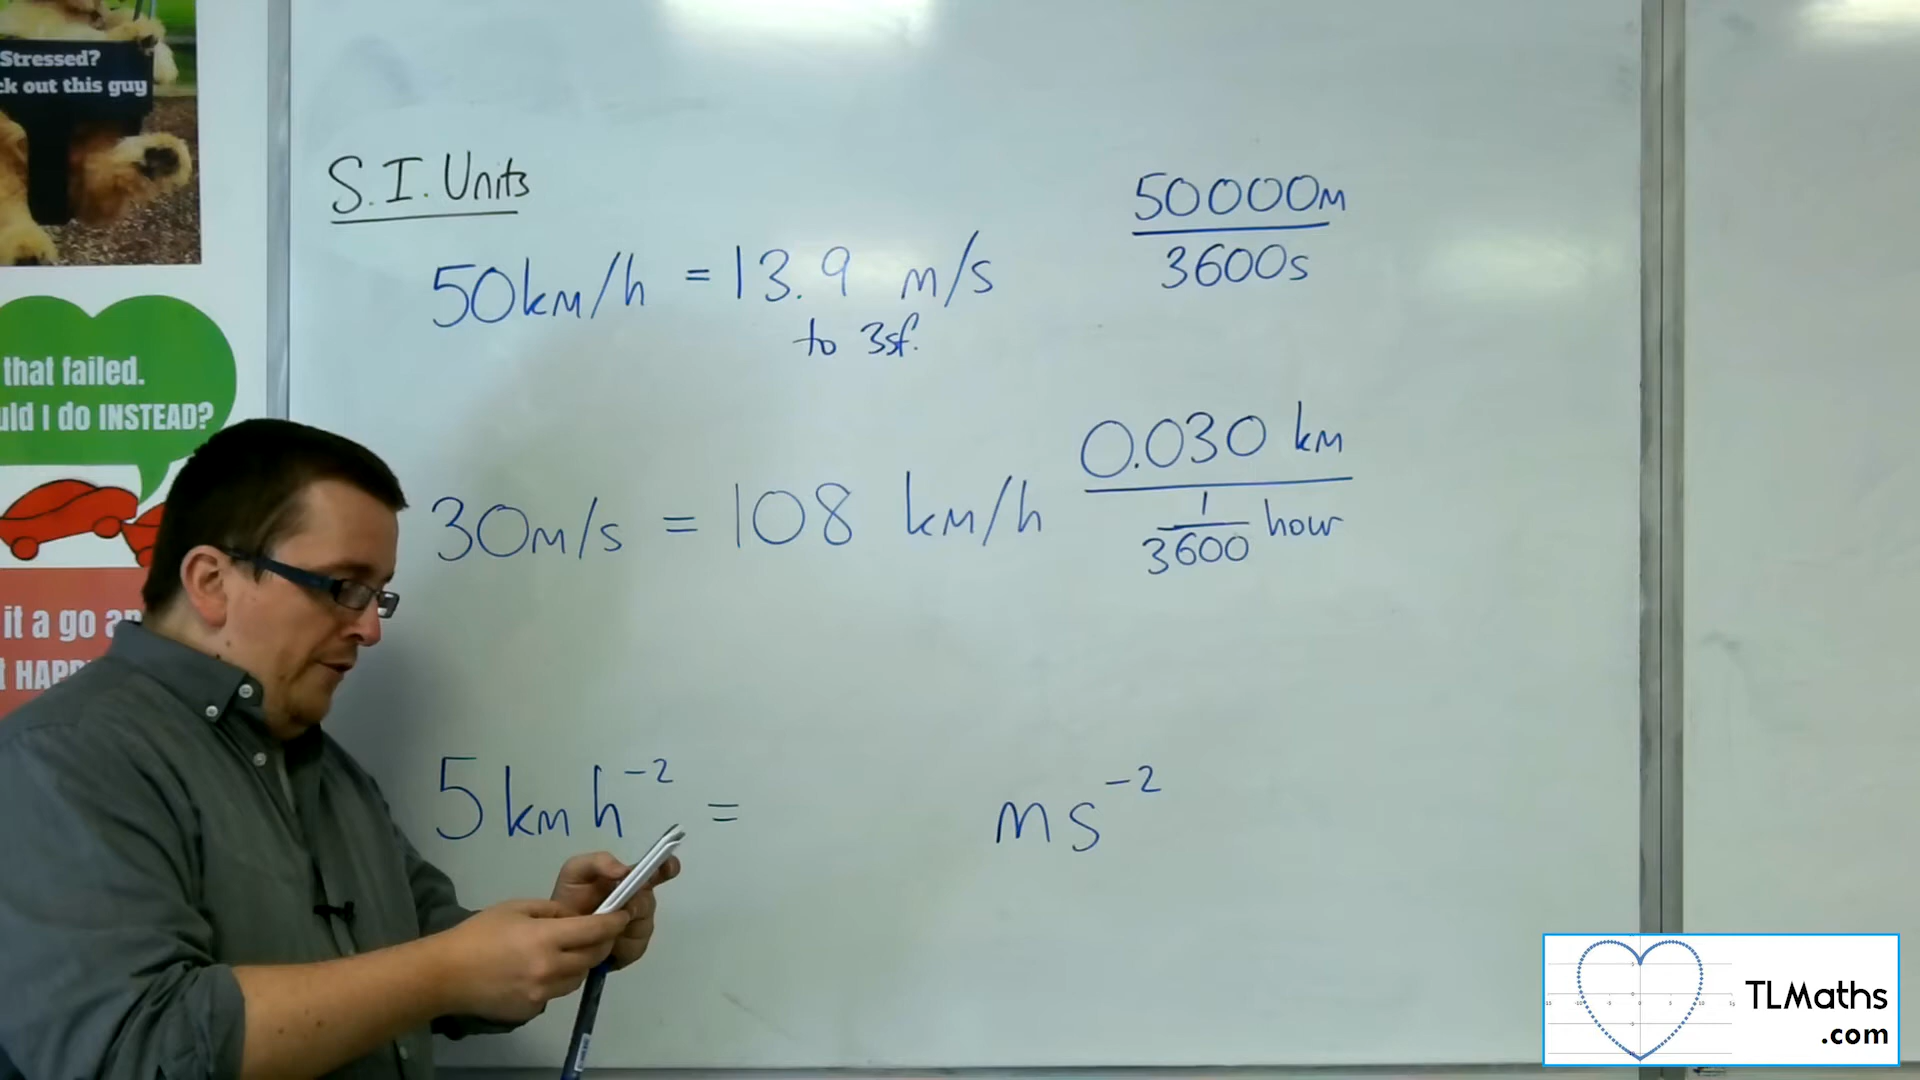 Stressed?
ck out this guy
S.I. Units
50km/h = 13.9 m/s
to 3sf.
50000m
3600s
that failed.
uld I do INSTEAD?
30m/s = 108 km/h
0.030 km
1
3600 hour
it a go an
t HAPP
5 km h⁻² = m s⁻²
TLMaths
.com